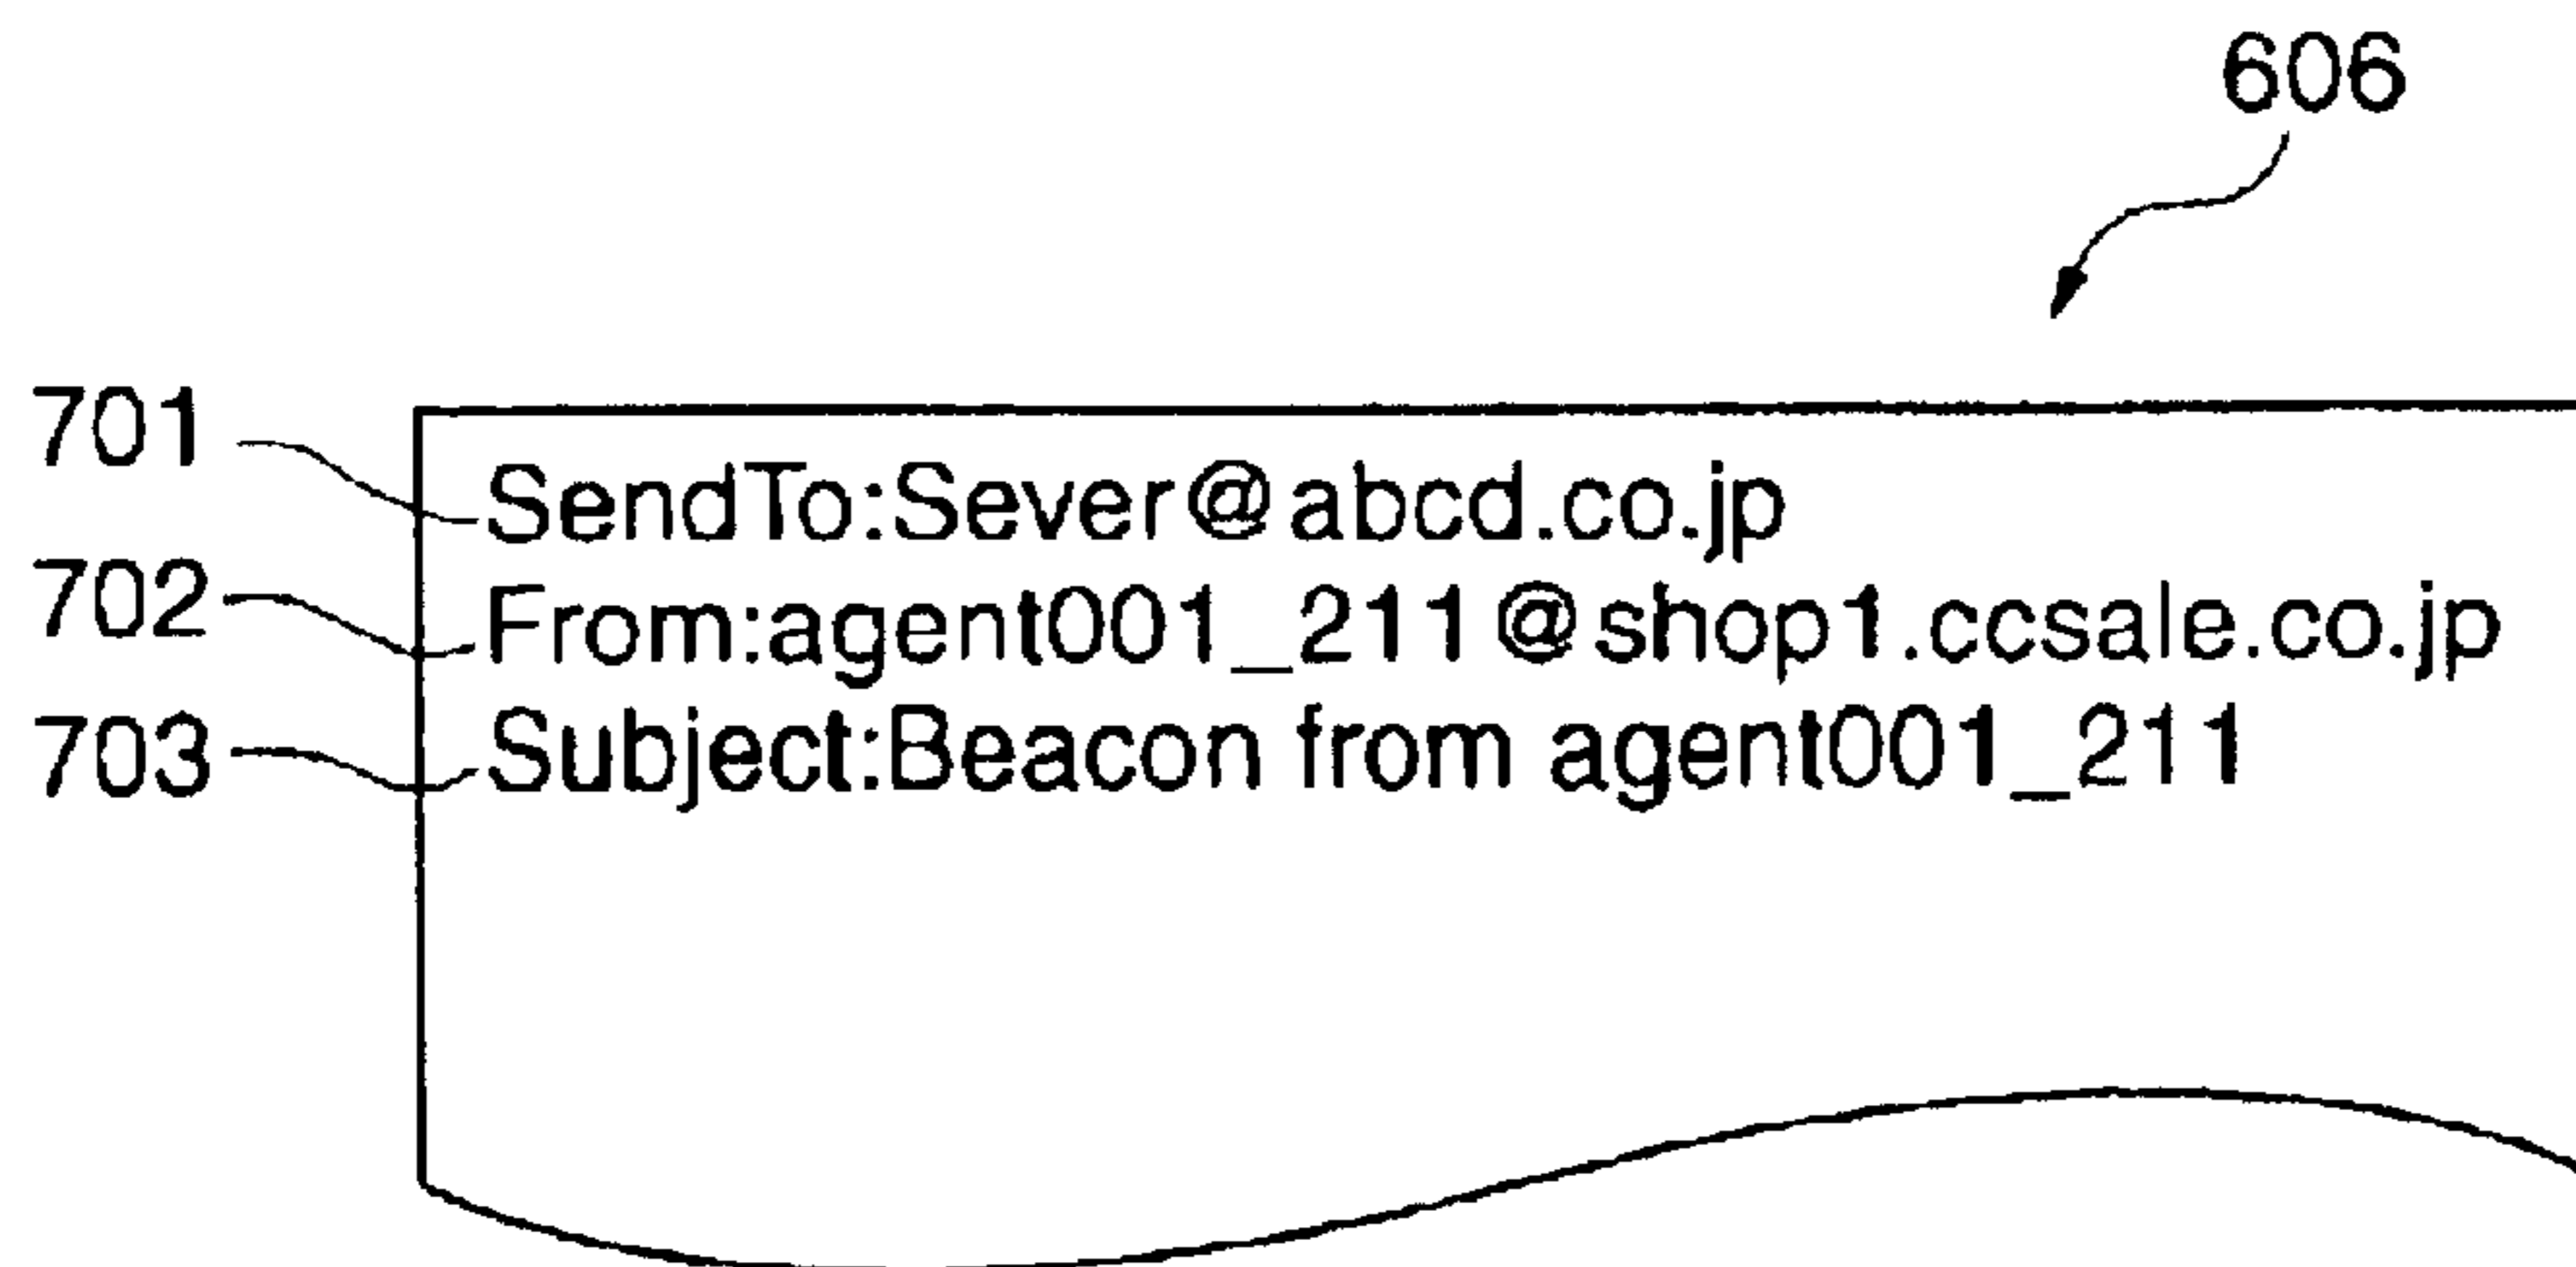 606
701 SendTo:Sever@abcd.co.jp
702 From:agent001_211@shop1.ccsale.co.jp
703 Subject:Beacon from agent001_211